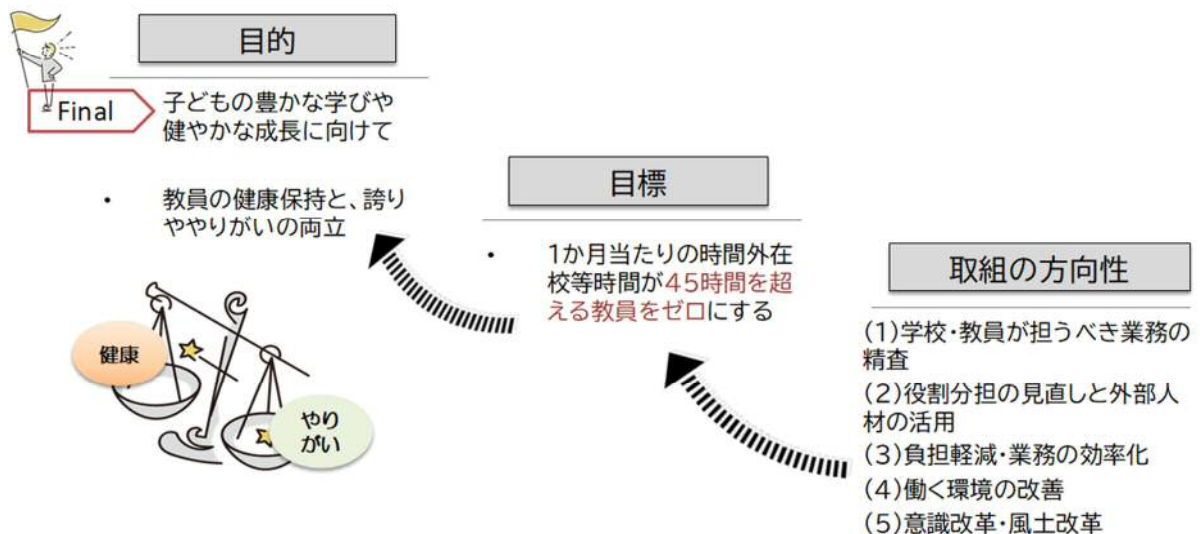 目的
Final
子どもの豊かな学びや
健やかな成長に向けて
• 教員の健康保持と、誇り
ややりがいの両立
健康
やり
がい
目標
• 1か月当たりの時間外在
校等時間が45時間を超
える教員をゼロにする
取組の方向性
(1)学校・教員が担うべき業務の
精査
(2)役割分担の見直しと外部人
材の活用
(3)負担軽減・業務の効率化
(4)働く環境の改善
(5)意識改革・風土改革